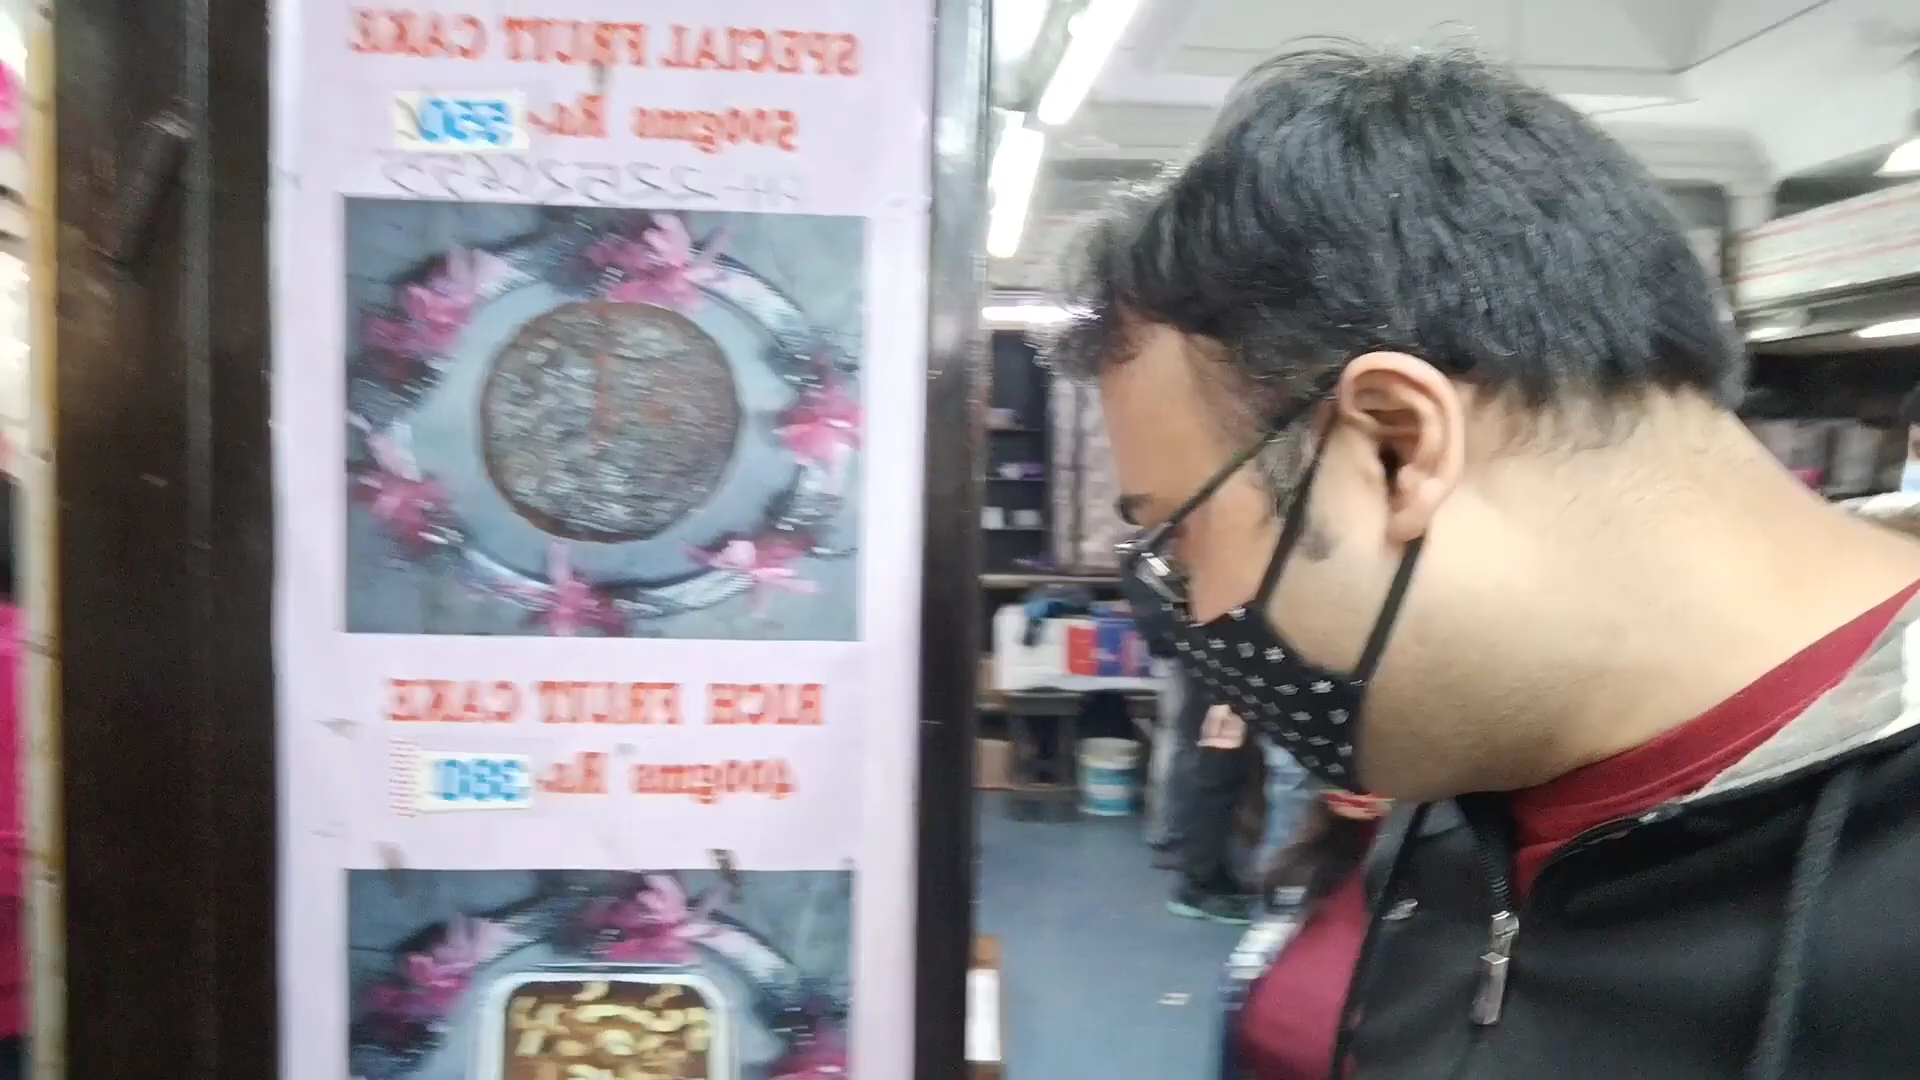 SPECIAL FRUIT CAKE
500gms Rs.
RICH FRUIT CAKE
400gms Rs.